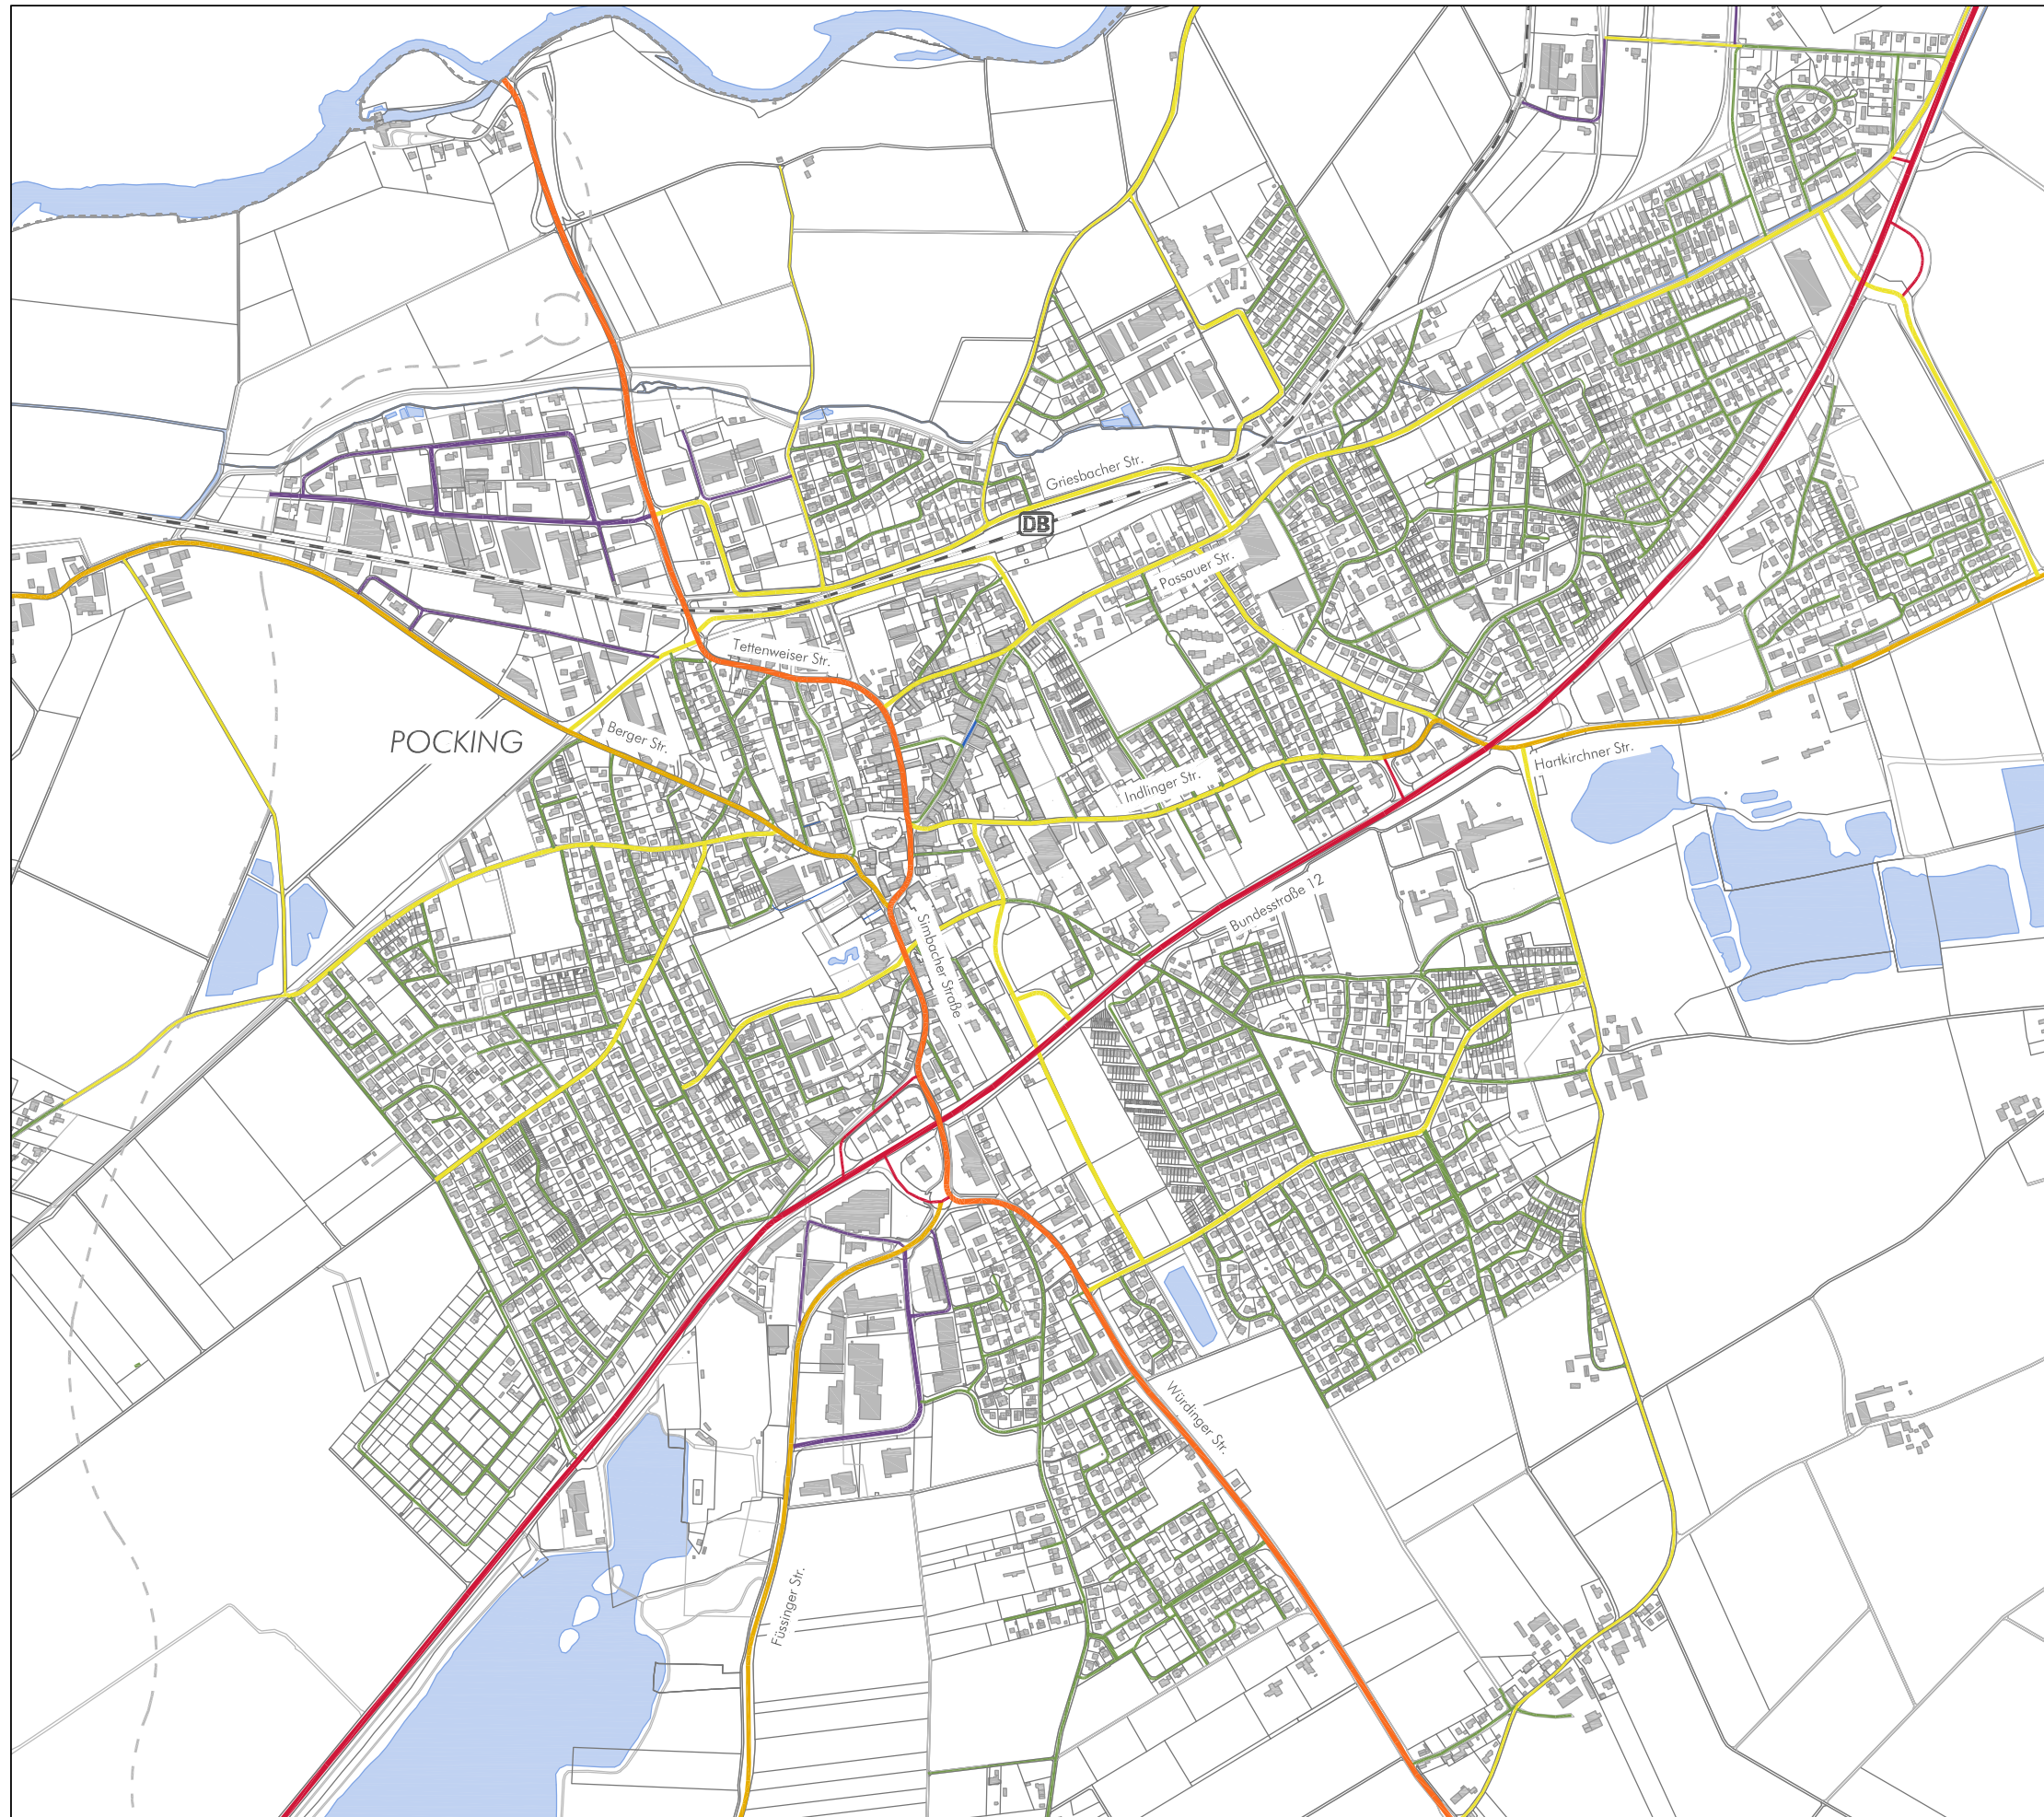 Griesbacher Str.
DB
Passauer Str.
Tettenweiser Str.
POCKING
Berger Str.
Hartkirchner Str.
Indlinger Str.
Bundesstraße 12
Simbacher Straße
Würdinger Str.
Füssinger Str.